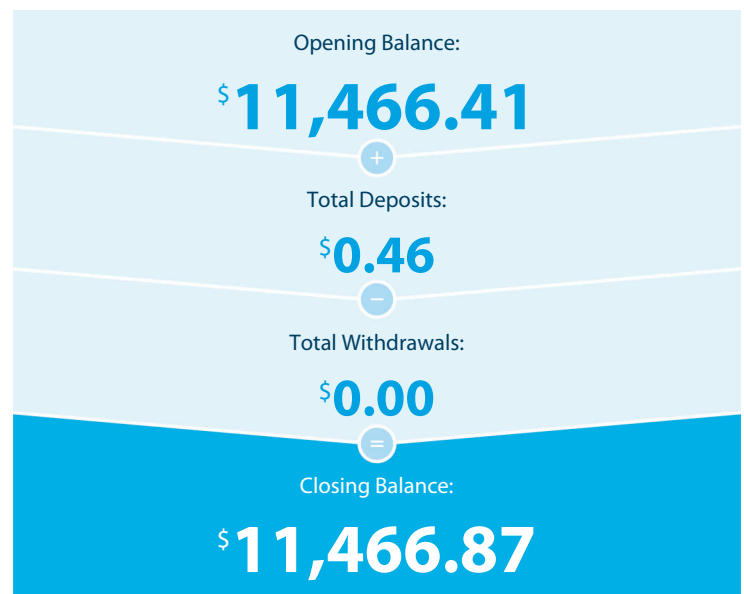 Opening Balance:
$11,466.41
+
Total Deposits:
$0.46
−
Total Withdrawals:
$0.00
=
Closing Balance:
$11,466.87